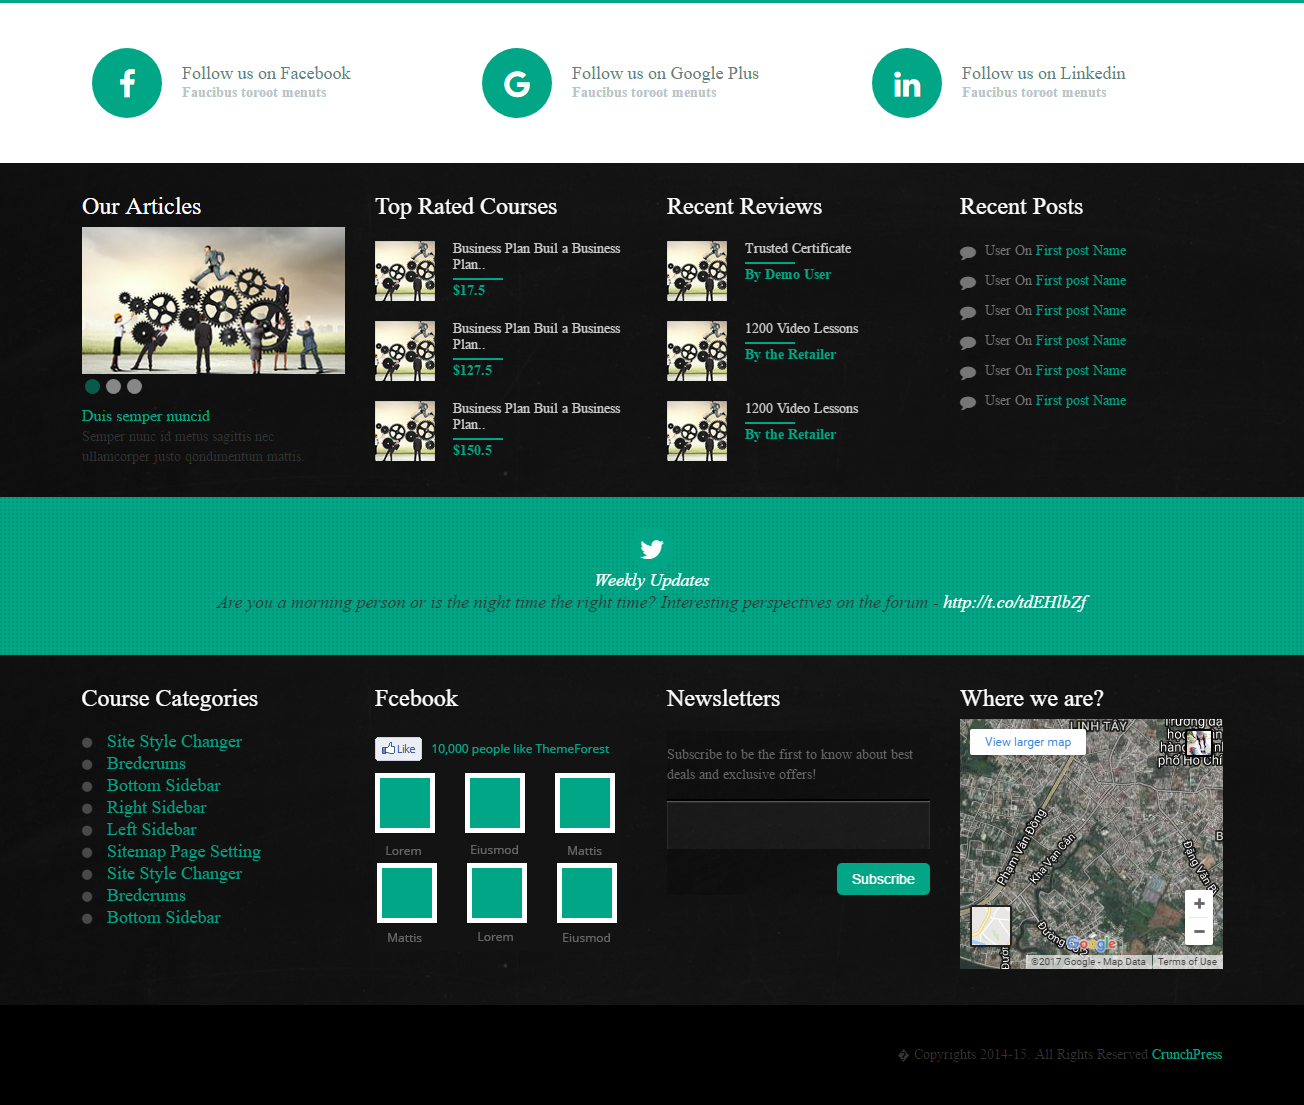 Follow us on Facebook
Faucibus toroot menuts
Follow us on Google Plus
Faucibus toroot menuts
Follow us on Linkedin
Faucibus toroot menuts
Our Articles
Duis semper nuncid
Semper nunc id metus sagittis nec
ullamcorper justo qondimentum mattis.
Top Rated Courses
Business Plan Buil a Business
Plan..
$17.5
Business Plan Buil a Business
Plan..
$127.5
Business Plan Buil a Business
Plan..
$150.5
Recent Reviews
Trusted Certificate
By Demo User
1200 Video Lessons
By the Retailer
1200 Video Lessons
By the Retailer
Recent Posts
User On First post Name
User On First post Name
User On First post Name
User On First post Name
User On First post Name
User On First post Name
Weekly Updates
Are you a morning person or is the night time the right time? Interesting perspectives on the forum - http://t.co/tdEHlbZf
Course Categories
Site Style Changer
Bredcrums
Bottom Sidebar
Right Sidebar
Left Sidebar
Sitemap Page Setting
Site Style Changer
Bredcrums
Bottom Sidebar
Fcebook
Like
10,000 people like ThemeForest
Lorem
Eiusmod
Mattis
Mattis
Lorem
Eiusmod
Newsletters
Subscribe to be the first to know about best
deals and exclusive offers!
Subscribe
Where we are?
LINH TÂY
View larger map
phố Hồ Chí
Phạm Văn Đồng
Kha Vạn Cân
Đặng Văn B
Đường
Google
©2017 Google - Map Data
Terms of Use
� Copyrights 2014-15. All Rights Reserved CrunchPress